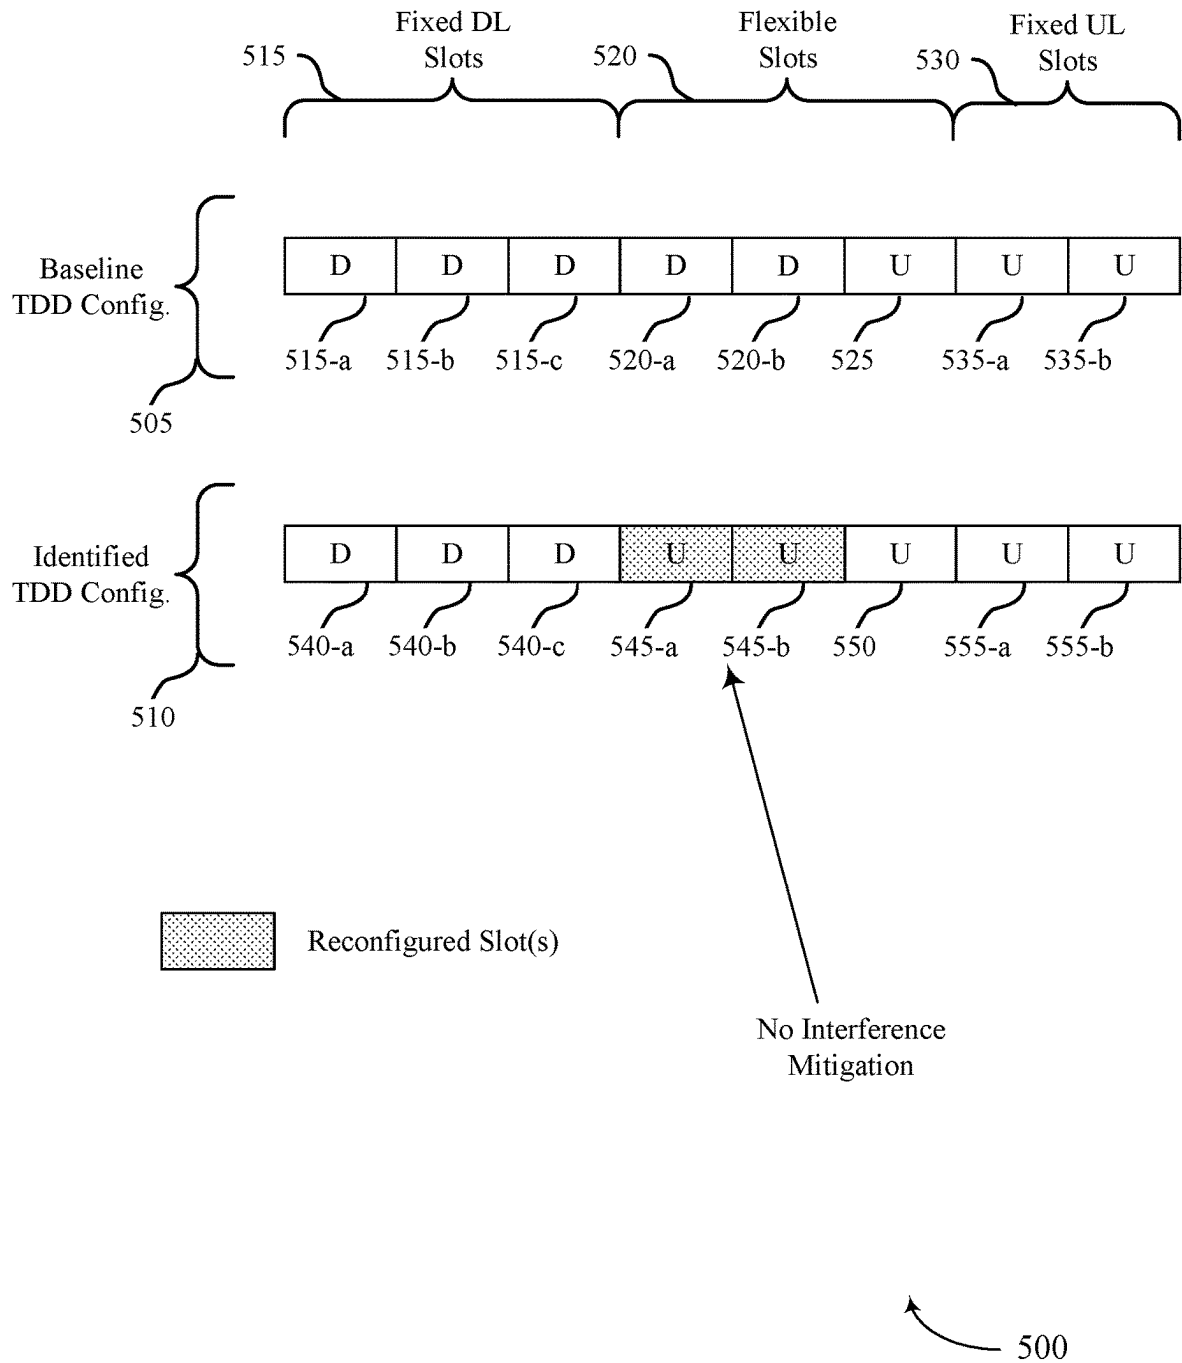 Fixed DL
Slots
Flexible
Slots
Fixed UL
Slots
515
520
530
Baseline
TDD Config.
D D D D D U U U
515-a 515-b 515-c 520-a 520-b 525 535-a 535-b
505
Identified
TDD Config.
D D D U U U U U
540-a 540-b 540-c 545-a 545-b 550 555-a 555-b
510
Reconfigured Slot(s)
No Interference
Mitigation
500